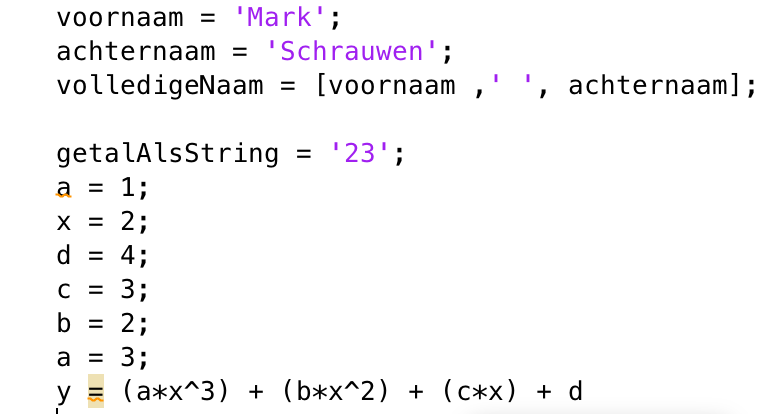 voornaam = 'Mark';
achternaam = 'Schrauwen';
volledigeNaam = [voornaam ,' ', achternaam];
getalAlsString = '23';
a = 1;
x = 2;
d = 4;
c = 3;
b = 2;
a = 3;
y = (a*x^3) + (b*x^2) + (c*x) + d